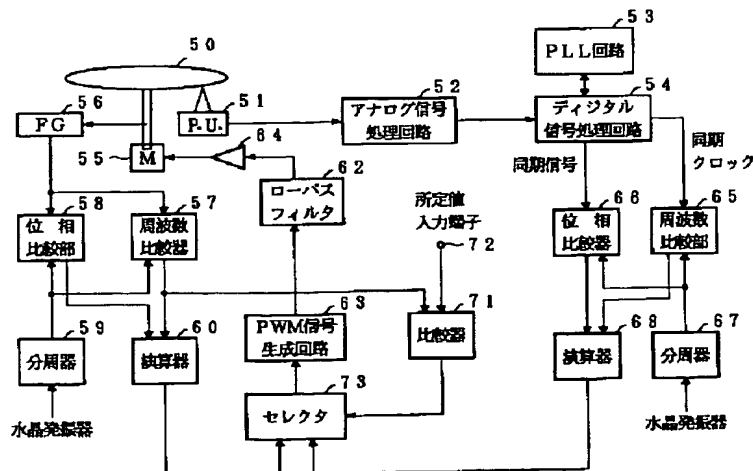 50
53
PLL回路
56
FG
51
P.U.
52
アナログ信号
処理回路
54
ディジタル
信号処理回路
55
M
64
62
ローパス
フィルタ
同期信号
同期
クロック
58
位相
比較部
57
周波数
比較器
所定値
入力端子
72
66
位相
比較器
65
周波数
比較部
59
分周器
60
演算器
63
PWM信号
生成回路
71
比較器
68
演算器
67
分周器
水晶発振器
73
セレクタ
水晶発振器